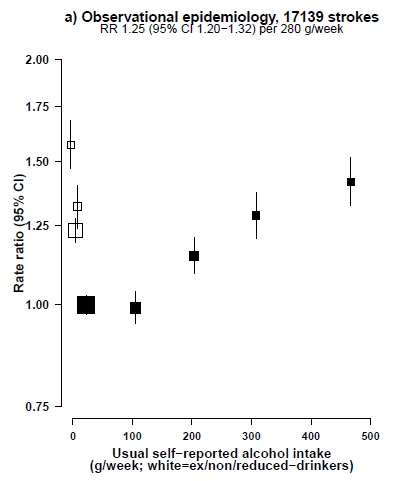 a) Observational epidemiology, 17139 strokes
RR 1.25 (95% CI 1.20−1.32) per 280 g/week
2.00
1.75
1.50
1.25
1.00
0.75
Rate ratio (95% CI)
0 100 200 300 400 500
Usual self−reported alcohol intake
(g/week; white=ex/non/reduced−drinkers)